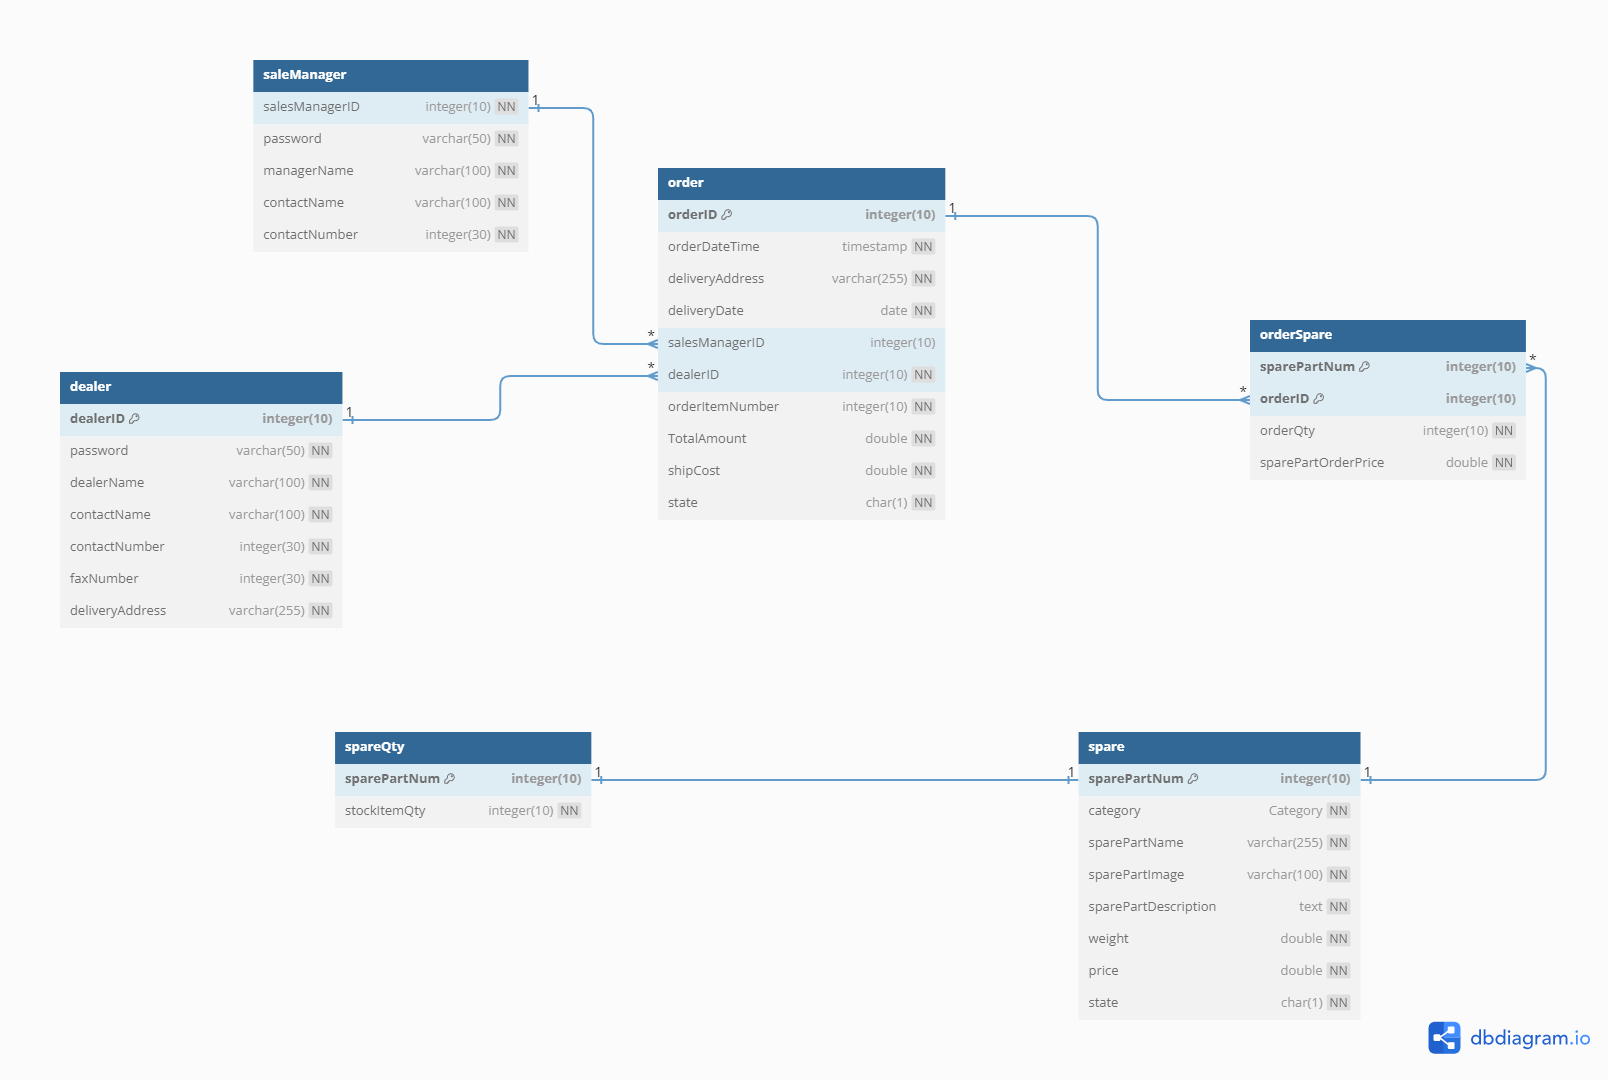 saleManager
salesManagerID integer(10) NN
password varchar(50) NN
managerName varchar(100) NN
contactName varchar(100) NN
contactNumber integer(30) NN
1
*
order
orderID integer(10)
orderDateTime timestamp NN
deliveryAddress varchar(255) NN
deliveryDate date NN
salesManagerID integer(10)
dealerID integer(10) NN
orderItemNumber integer(10) NN
TotalAmount double NN
shipCost double NN
state char(1) NN
1
*
dealer
dealerID integer(10)
password varchar(50) NN
dealerName varchar(100) NN
contactName varchar(100) NN
contactNumber integer(30) NN
faxNumber integer(30) NN
deliveryAddress varchar(255) NN
1
*
orderSpare
sparePartNum integer(10)
orderID integer(10)
orderQty integer(10) NN
sparePartOrderPrice double NN
*
spareQty
sparePartNum integer(10)
stockItemQty integer(10) NN
1
1
spare
sparePartNum integer(10)
category Category NN
sparePartName varchar(255) NN
sparePartImage varchar(100) NN
sparePartDescription text NN
weight double NN
price double NN
state char(1) NN
1
dbdiagram.io